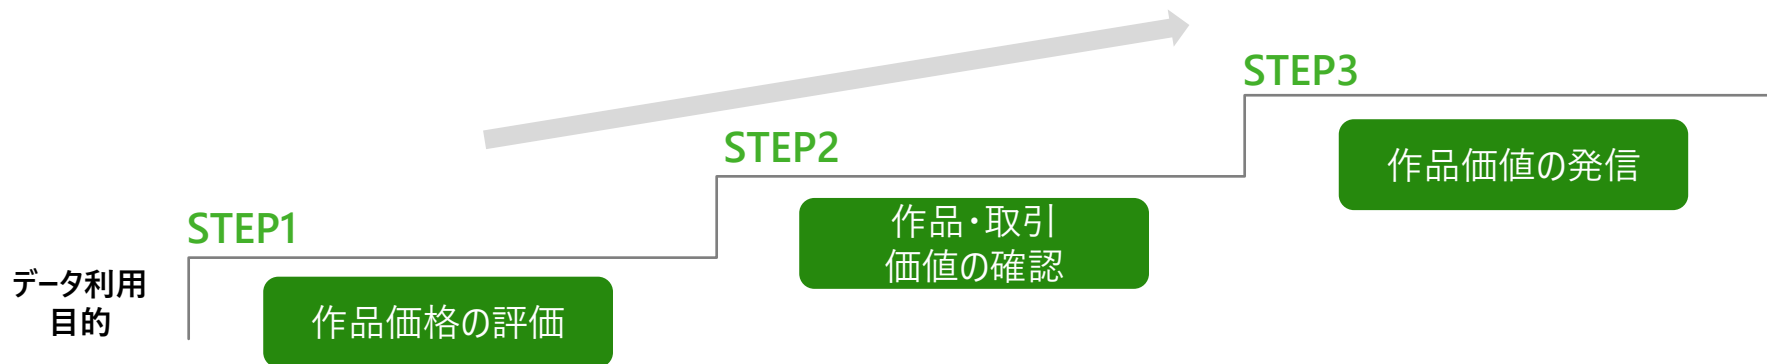 STEP3
作品価値の発信
STEP2
作品・取引
価値の確認
STEP1
作品価格の評価
データ利用
目的